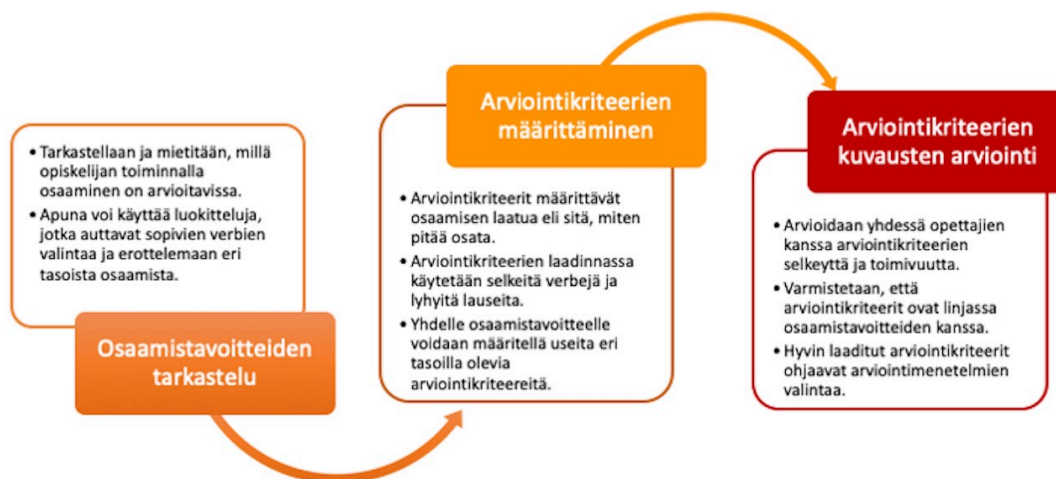 • Tarkastellaan ja mietitään, millä
opiskelijan toiminnalla
osaaminen on arvioitavissa.
• Apuna voi käyttää luokitteluja,
jotka auttavat sopivien verbien
valintaa ja erottelemaan eri
tasoista osaamista.
Osaamistavoitteiden
tarkastelu
Arviointikriteerien
määrittäminen
• Arviointikriteerit määrittävät
osaamisen laatua eli sitä, miten
pitää osata.
• Arviointikriteerien laadinnassa
käytetään selkeitä verbejä ja
lyhyitä lauseita.
• Yhdelle osaamistavoitteelle
voidaan määritellä useita eri
tasoilla olevia
arviointikriteereitä.
Arviointikriteerien
kuvausten arviointi
• Arvioidaan yhdessä opettajien
kanssa arviointikriteerien
selkeyttä ja toimivuutta.
• Varmistetaan, että
arviointikriteerit ovat linjassa
osaamistavoitteiden kanssa.
• Hyvin laaditut arviointikriteerit
ohjaavat arviointimenetelmien
valintaa.